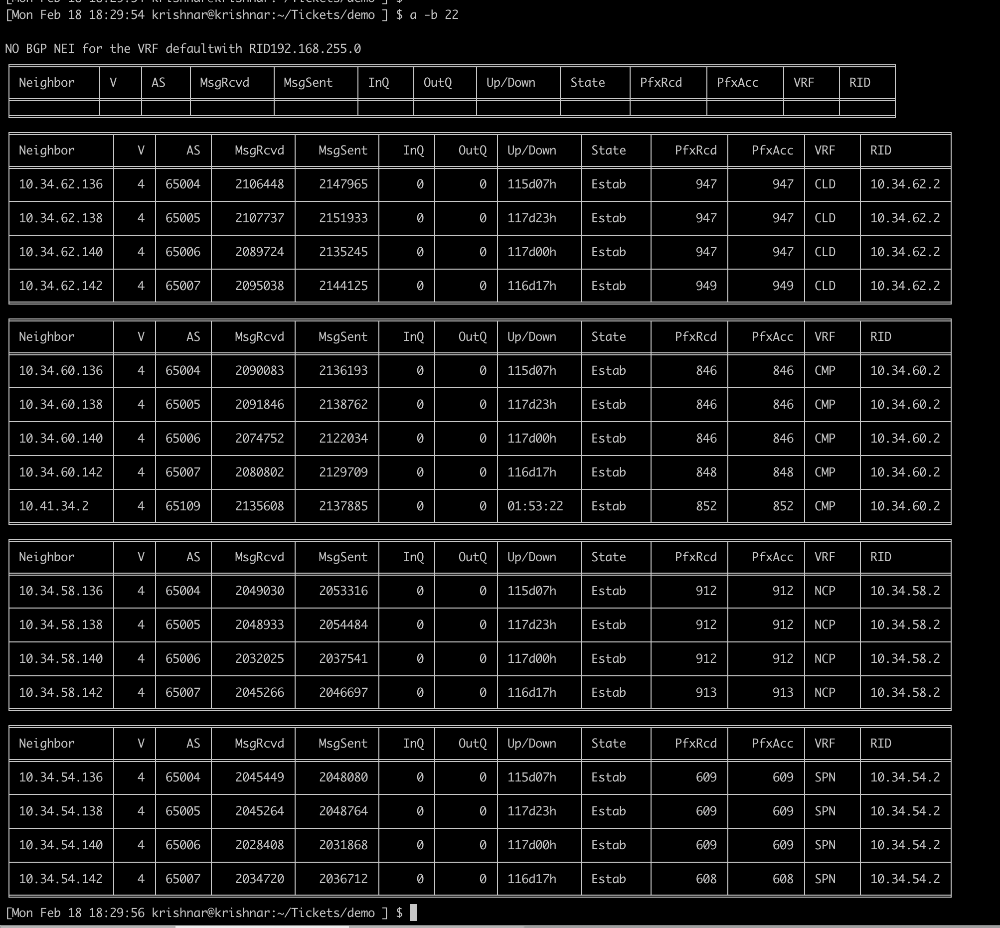 [Mon Feb 18 18:29:54 krishnar@krishnar:~/Tickets/demo ] $
[Mon Feb 18 18:29:54 krishnar@krishnar:~/Tickets/demo ] $ a -b 22
NO BGP NEI for the VRF defaultwith RID192.168.255.0
Neighbor V AS MsgRcvd MsgSent InQ OutQ Up/Down State PfxRcd PfxAcc VRF RID
Neighbor V AS MsgRcvd MsgSent InQ OutQ Up/Down State PfxRcd PfxAcc VRF RID
10.34.62.136 4 65004 2106448 2147965 0 0 115d07h Estab 947 947 CLD 10.34.62.2
10.34.62.138 4 65005 2107737 2151933 0 0 117d23h Estab 947 947 CLD 10.34.62.2
10.34.62.140 4 65006 2089724 2135245 0 0 117d00h Estab 947 947 CLD 10.34.62.2
10.34.62.142 4 65007 2095038 2144125 0 0 116d17h Estab 949 949 CLD 10.34.62.2
Neighbor V AS MsgRcvd MsgSent InQ OutQ Up/Down State PfxRcd PfxAcc VRF RID
10.34.60.136 4 65004 2090083 2136193 0 0 115d07h Estab 846 846 CMP 10.34.60.2
10.34.60.138 4 65005 2091846 2138762 0 0 117d23h Estab 846 846 CMP 10.34.60.2
10.34.60.140 4 65006 2074752 2122034 0 0 117d00h Estab 846 846 CMP 10.34.60.2
10.34.60.142 4 65007 2080802 2129709 0 0 116d17h Estab 848 848 CMP 10.34.60.2
10.41.34.2 4 65109 2135608 2137885 0 0 01:53:22 Estab 852 852 CMP 10.34.60.2
Neighbor V AS MsgRcvd MsgSent InQ OutQ Up/Down State PfxRcd PfxAcc VRF RID
10.34.58.136 4 65004 2049030 2053316 0 0 115d07h Estab 912 912 NCP 10.34.58.2
10.34.58.138 4 65005 2048933 2054484 0 0 117d23h Estab 912 912 NCP 10.34.58.2
10.34.58.140 4 65006 2032025 2037541 0 0 117d00h Estab 912 912 NCP 10.34.58.2
10.34.58.142 4 65007 2045266 2046697 0 0 116d17h Estab 913 913 NCP 10.34.58.2
Neighbor V AS MsgRcvd MsgSent InQ OutQ Up/Down State PfxRcd PfxAcc VRF RID
10.34.54.136 4 65004 2045449 2048080 0 0 115d07h Estab 609 609 SPN 10.34.54.2
10.34.54.138 4 65005 2045264 2048764 0 0 117d23h Estab 609 609 SPN 10.34.54.2
10.34.54.140 4 65006 2028408 2031868 0 0 117d00h Estab 609 609 SPN 10.34.54.2
10.34.54.142 4 65007 2034720 2036712 0 0 116d17h Estab 608 608 SPN 10.34.54.2
[Mon Feb 18 18:29:56 krishnar@krishnar:~/Tickets/demo ] $